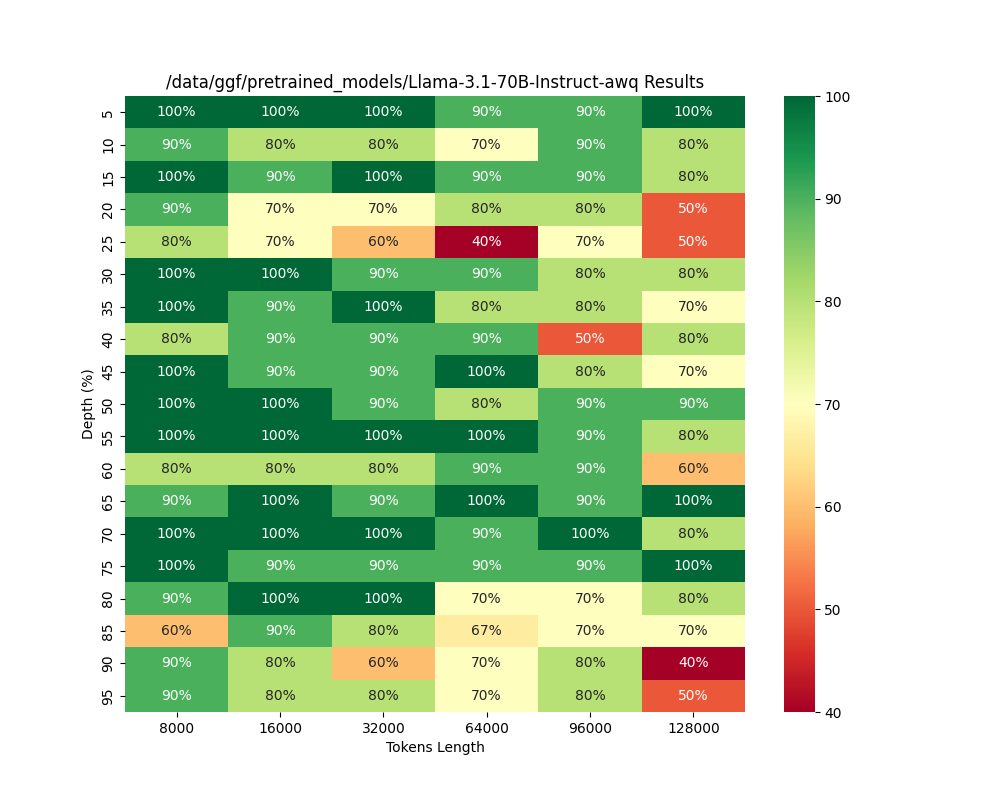 /data/ggf/pretrained_models/Llama-3.1-70B-Instruct-awq Results
5 100% 100% 100% 90% 90% 100%
10 90% 80% 80% 70% 90% 80%
15 100% 90% 100% 90% 90% 80%
20 90% 70% 70% 80% 80% 50%
25 80% 70% 60% 40% 70% 50%
30 100% 100% 90% 90% 80% 80%
35 100% 90% 100% 80% 80% 70%
40 80% 90% 90% 90% 50% 80%
45 100% 90% 90% 100% 80% 70%
50 100% 100% 90% 80% 90% 90%
55 100% 100% 100% 100% 90% 80%
60 80% 80% 80% 90% 90% 60%
65 90% 100% 90% 100% 90% 100%
70 100% 100% 100% 90% 100% 80%
75 100% 90% 90% 90% 90% 100%
80 90% 100% 100% 70% 70% 80%
85 60% 90% 80% 67% 70% 70%
90 90% 80% 60% 70% 80% 40%
95 90% 80% 80% 70% 80% 50%
8000 16000 32000 64000 96000 128000
Tokens Length
Depth (%)
100
90
80
70
60
50
40